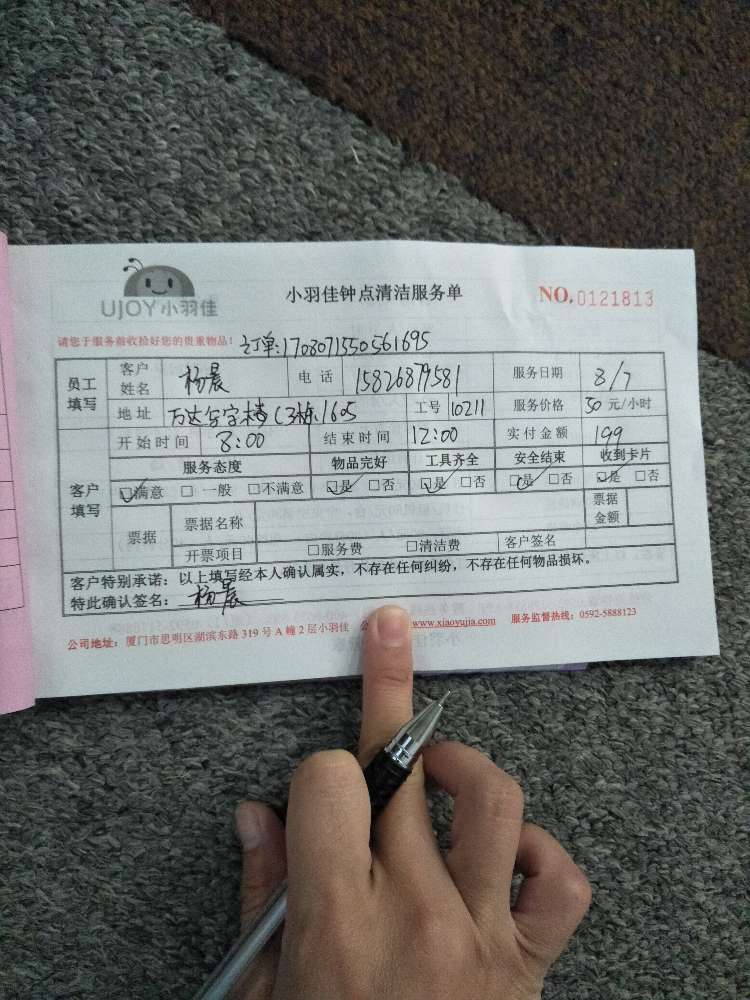 UJOY小羽佳
小羽佳钟点清洁服务单
NO.0121813
请您于服务前收拾好您的贵重物品！
订单:1708071550561695
员工填写 客户姓名 杨晨 电话 15826879581 服务日期 8/7
地址 万达写字楼C3栋1605 工号 10211 服务价格 50 元/小时
客户填写 开始时间 8:00 结束时间 12:00 实付金额 199
服务态度 物品完好 工具齐全 安全结束 收到卡片
☑满意 □一般 □不满意 ☑是 □否 ☑是 □否 ☑是 □否 ☑是 □否
票据 票据名称 票据金额
开票项目 □服务费 □清洁费 客户签名
客户特别承诺：以上填写经本人确认属实，不存在任何纠纷，不存在任何物品损坏。
特此确认签名：杨晨
公司地址：厦门市思明区湖滨东路 319 号 A 幢 2 层小羽佳 www.xiaoyujia.com 服务监督热线：0592-5888123